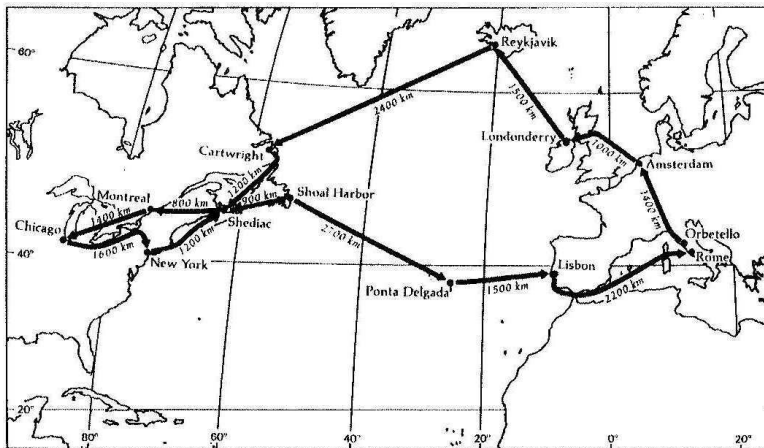 60°
Reykjavik
2400 km
1500 km
Londonderry
1000 km
Cartwright
Amsterdam
1200 km
Montreal
800 km
900 km
Shoal Harbor
1400 km
Chicago
1400 km
Shediac
2700 km
Orbetello
40°
1600 km
1200 km
New York
Lisbon
Rome
Ponta Delgada
1500 km
2200 km
20°
20°
80°
60°
40°
20°
0°